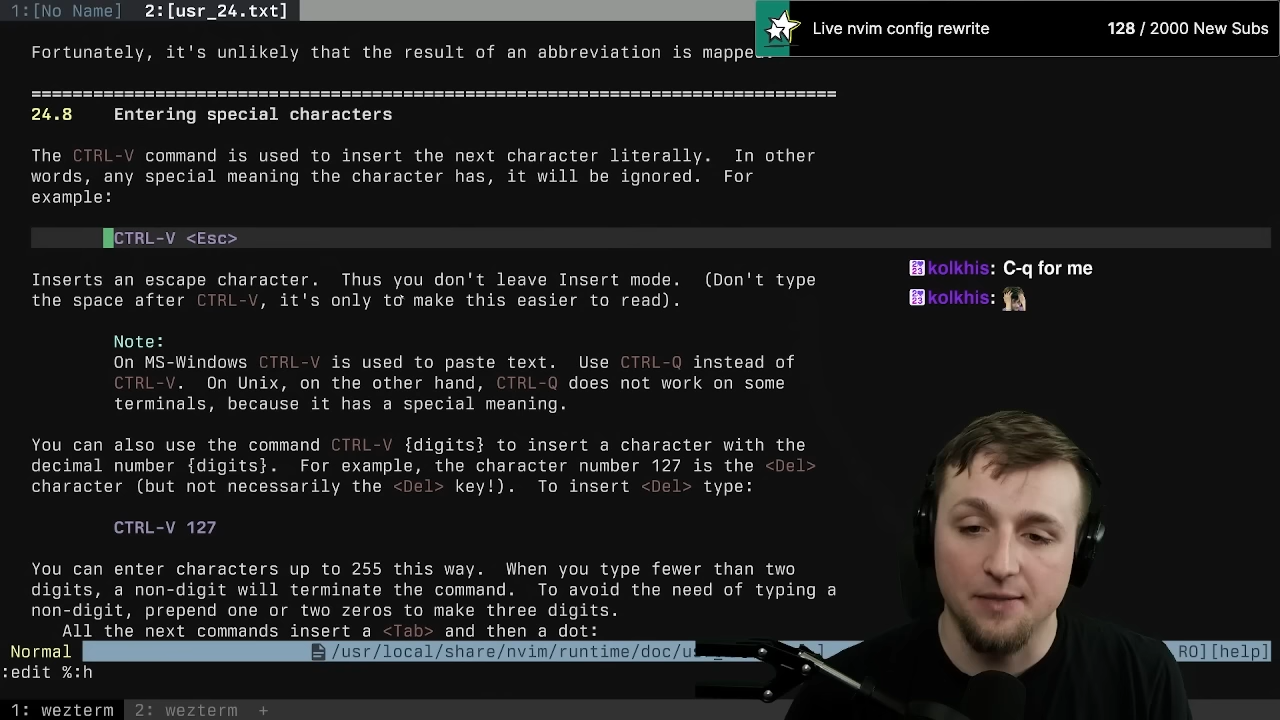 1:[No Name]  2:[usr_24.txt]
Live nvim config rewrite 128 / 2000 New Subs
Fortunately, it's unlikely that the result of an abbreviation is mapped
==============================================================================
24.8 Entering special characters
The CTRL-V command is used to insert the next character literally.  In other
words, any special meaning the character has, it will be ignored.  For
example:
CTRL-V <Esc>
kolkhis: C-q for me
kolkhis:
Inserts an escape character.  Thus you don't leave Insert mode.  (Don't type
the space after CTRL-V, it's only to make this easier to read).
Note:
On MS-Windows CTRL-V is used to paste text.  Use CTRL-Q instead of
CTRL-V.  On Unix, on the other hand, CTRL-Q does not work on some
terminals, because it has a special meaning.
You can also use the command CTRL-V {digits} to insert a character with the
decimal number {digits}.  For example, the character number 127 is the <Del>
character (but not necessarily the <Del> key!).  To insert <Del> type:
CTRL-V 127
You can enter characters up to 255 this way.  When you type fewer than two
digits, a non-digit will terminate the command.  To avoid the need of typing a
non-digit, prepend one or two zeros to make three digits.
All the next commands insert a <Tab> and then a dot:
Normal /usr/local/share/nvim/runtime/doc/us RO][help]
:edit %:h
1: wezterm 2: wezterm +